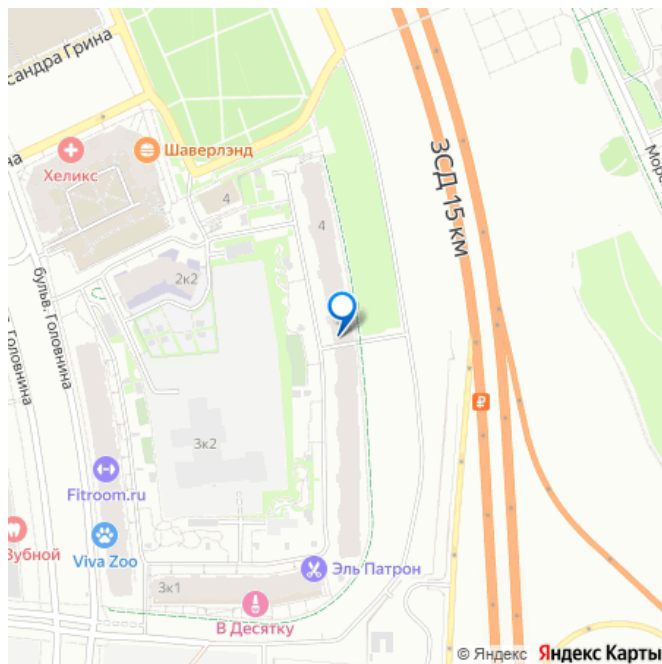 сандра Грина
на
Хеликс
Шаверлэнд
4
4
ЗСД 15 км
Морс
2к2
бульв. Головнина
Головнина
3к2
Fitroom.ru
Зубной
Viva Zoo
3к1
Эль Патрон
В Десятку
© Яндекс Яндекс Карты